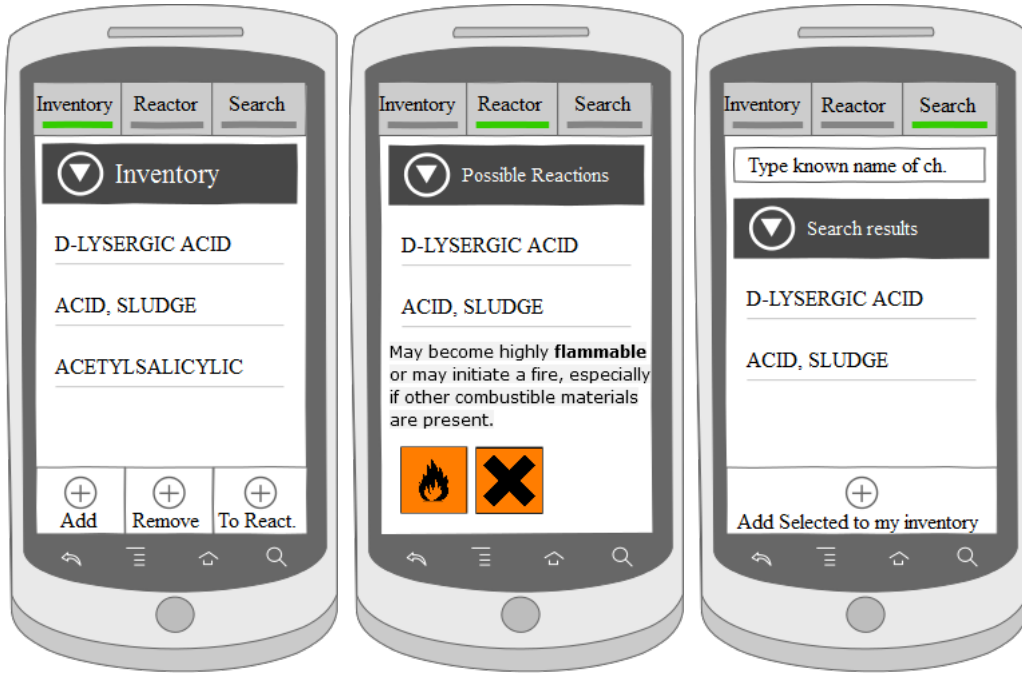 Inventory Reactor Search
Inventory
D-LYSERGIC ACID
ACID, SLUDGE
ACETYLSALICYLIC
Add Remove To React.
Inventory Reactor Search
Possible Reactions
D-LYSERGIC ACID
ACID, SLUDGE
May become highly flammable
or may initiate a fire, especially
if other combustible materials
are present.
Inventory Reactor Search
Type known name of ch.
Search results
D-LYSERGIC ACID
ACID, SLUDGE
Add Selected to my inventory